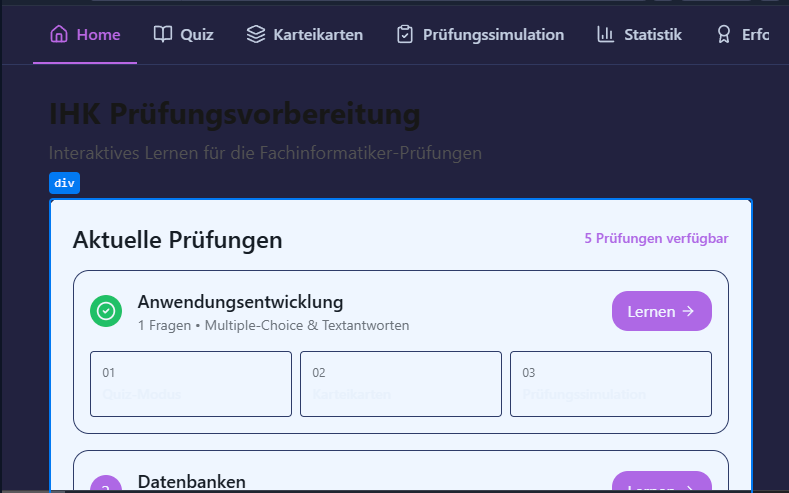 Home Quiz Karteikarten Prüfungssimulation Statistik Erfo
IHK Prüfungsvorbereitung
Interaktives Lernen für die Fachinformatiker-Prüfungen
div
Aktuelle Prüfungen 5 Prüfungen verfügbar
Anwendungsentwicklung
1 Fragen • Multiple-Choice & Textantworten
Lernen →
01 02 03
Quiz-Modus Karteikarten Prüfungssimulation
Datenbanken
2 Lernen →